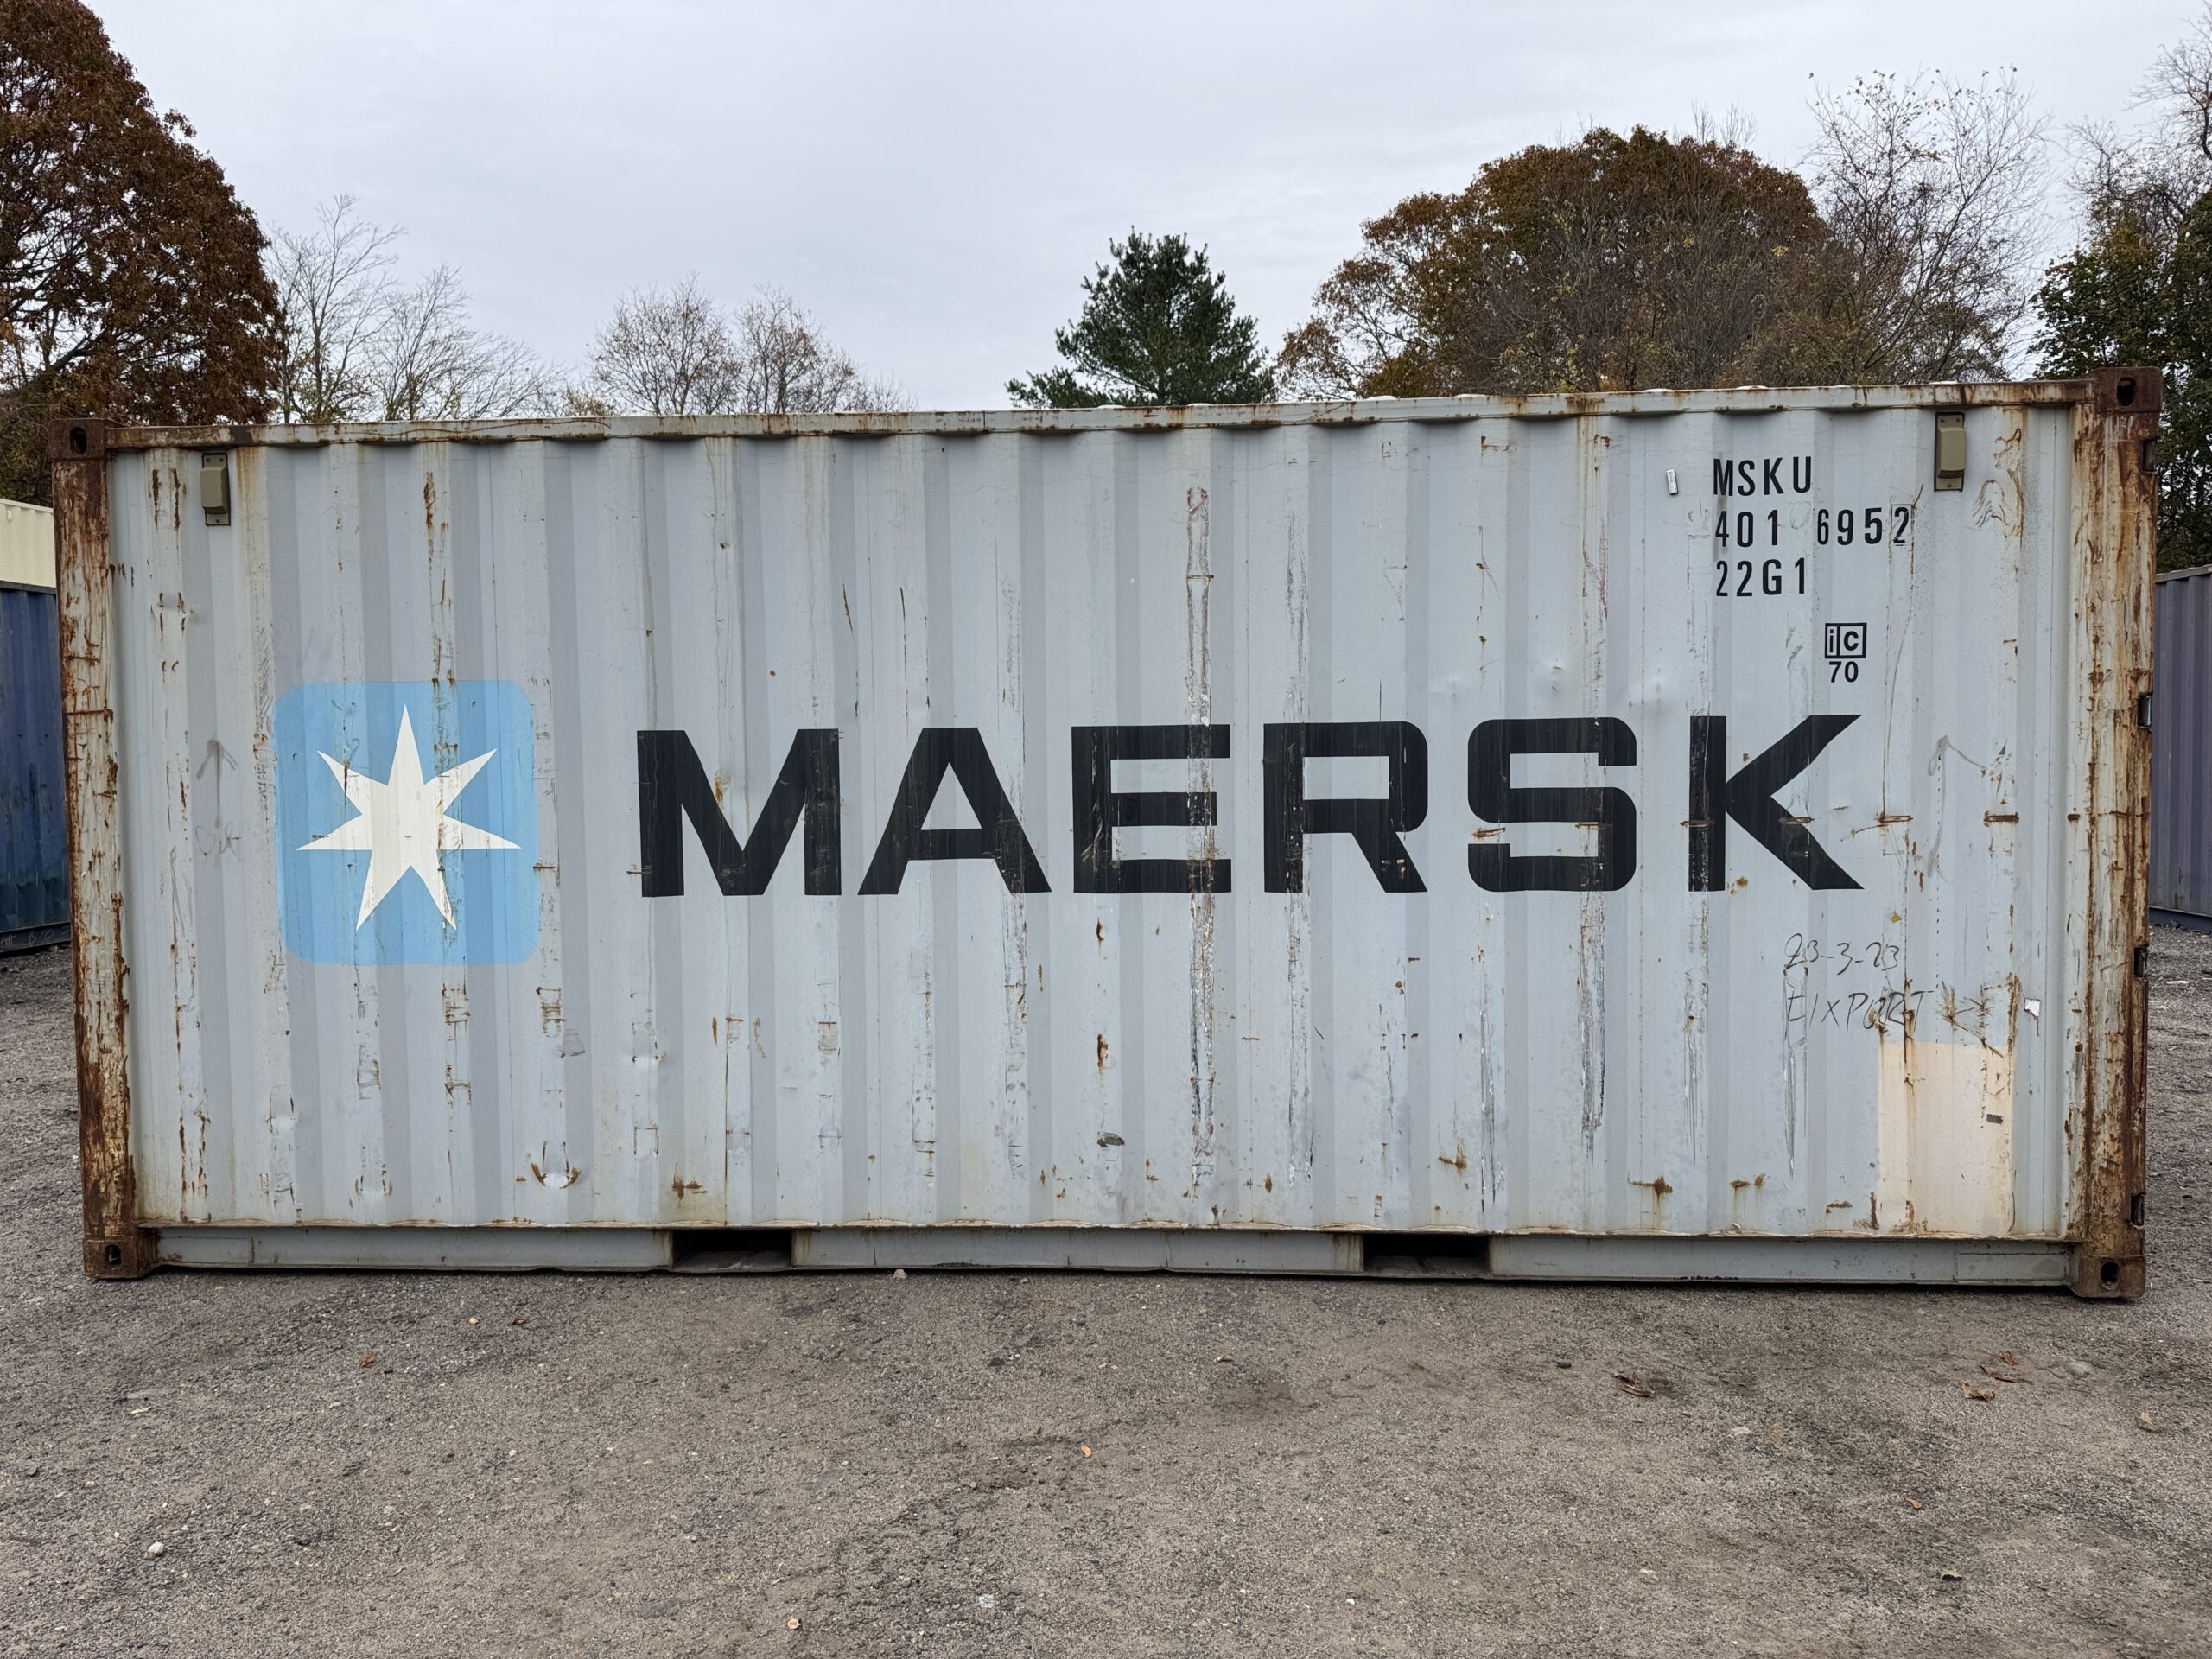 MSKU
401 6952
22G1
iC
70
MAERSK
23-3-23
EXPORT